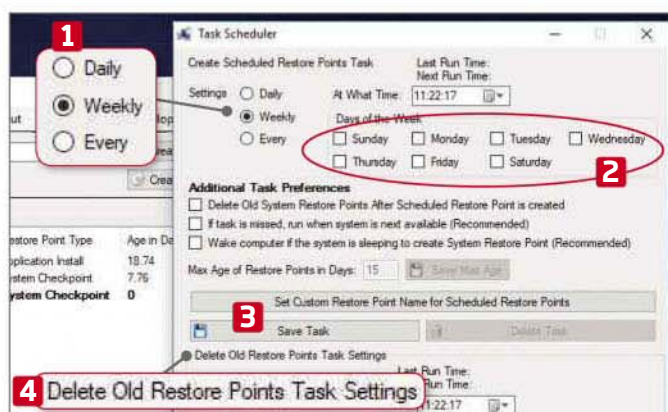 1
Daily
Weekly
Every
Task Scheduler
Create Scheduled Restore Points Task
Last Run Time:
Next Run Time:
Settings
Daily
Weekly
Every
At What Time:
11:22:17
Days of the Week
Sunday Monday Tuesday Wednesday
Thursday Friday Saturday
2
Additional Task Preferences
Delete Old System Restore Points After Scheduled Restore Point is created
If task is missed, run when system is next available (Recommended)
Wake computer if the system is sleeping to create System Restore Point (Recommended)
Max Age of Restore Points in Days: 15 Save Max Age
Set Custom Restore Point Name for Scheduled Restore Points
3
Save Task Delete Task
Delete Old Restore Points Task Settings
Run Time:
Run Time:
11:22:17
4 Delete Old Restore Points Task Settings
estore Point Type Age in Da
plication Install 18.74
stem Checkpoint 7.76
ystem Checkpoint 0